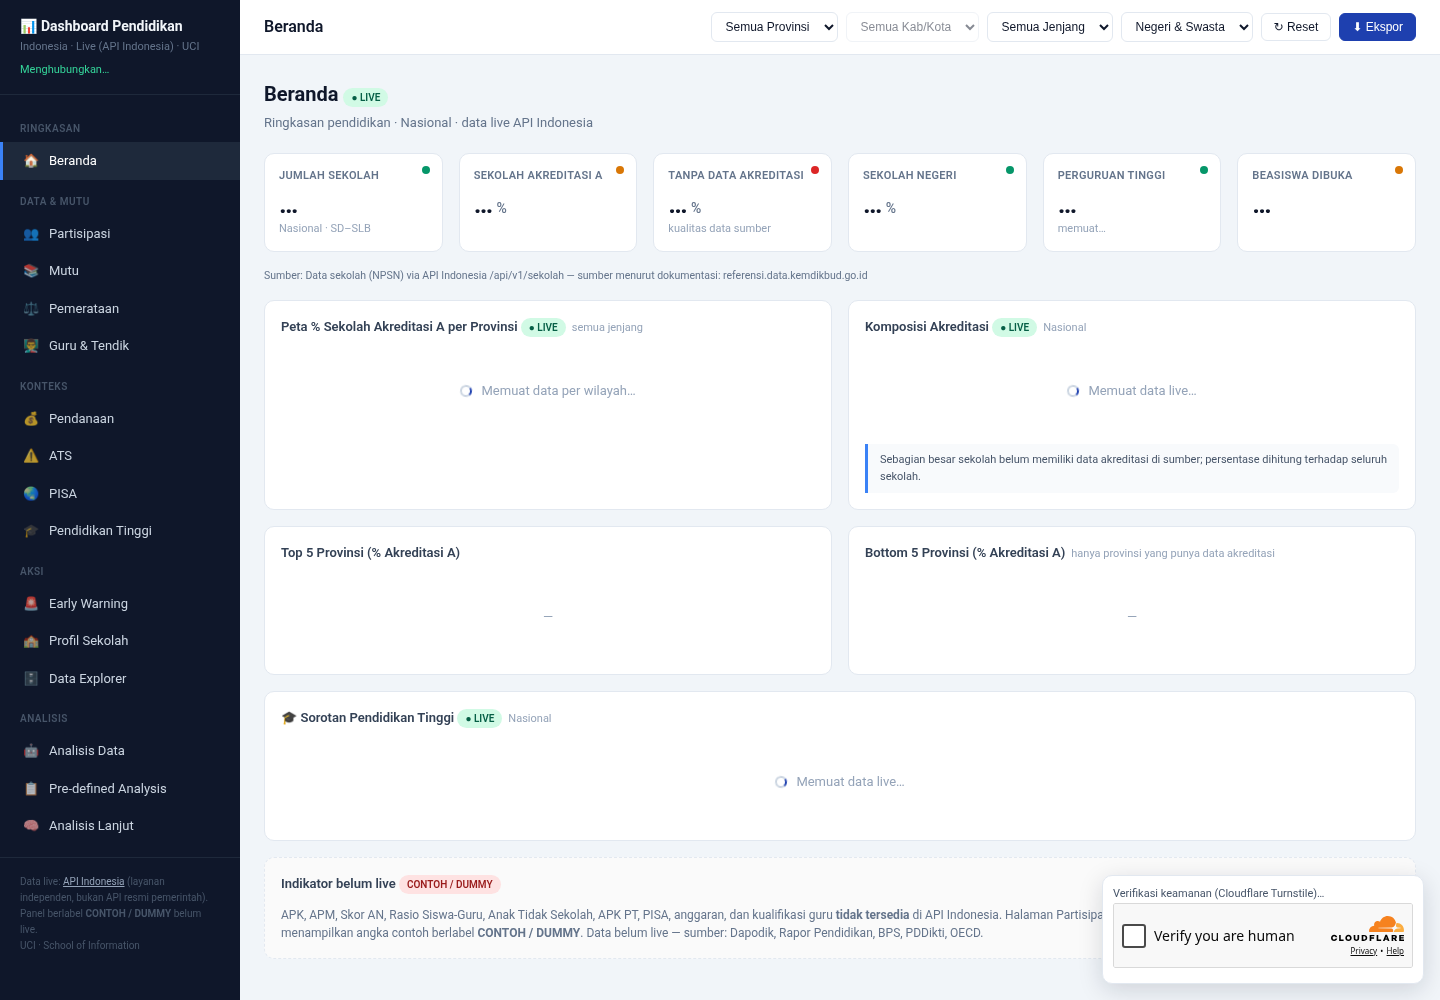 📊 Dashboard Pendidikan
Indonesia · Live (API Indonesia) · UCI
Menghubungkan…
RINGKASAN
🏠 Beranda
DATA & MUTU
👥 Partisipasi
📚 Mutu
⚖️ Pemerataan
👨‍🏫 Guru & Tendik
KONTEKS
💰 Pendanaan
⚠️ ATS
🌏 PISA
🎓 Pendidikan Tinggi
AKSI
🚨 Early Warning
🏫 Profil Sekolah
🗄️ Data Explorer
ANALISIS
🤖 Analisis Data
📋 Pre-defined Analysis
🧠 Analisis Lanjut
Data live: API Indonesia (layanan
independen, bukan API resmi pemerintah).
Panel berlabel CONTOH / DUMMY belum
live.
UCI · School of Information
Beranda
Semua Provinsi
Semua Kab/Kota
Semua Jenjang
Negeri & Swasta
↻ Reset
⬇ Ekspor
Beranda ● LIVE
Ringkasan pendidikan · Nasional · data live API Indonesia
JUMLAH SEKOLAH
…
Nasional · SD–SLB
SEKOLAH AKREDITASI A
… %
TANPA DATA AKREDITASI
… %
kualitas data sumber
SEKOLAH NEGERI
… %
PERGURUAN TINGGI
…
memuat…
BEASISWA DIBUKA
…
Sumber: Data sekolah (NPSN) via API Indonesia /api/v1/sekolah — sumber menurut dokumentasi: referensi.data.kemdikbud.go.id
Peta % Sekolah Akreditasi A per Provinsi ● LIVE semua jenjang
Memuat data per wilayah…
Komposisi Akreditasi ● LIVE Nasional
Memuat data live…
Sebagian besar sekolah belum memiliki data akreditasi di sumber; persentase dihitung terhadap seluruh
sekolah.
Top 5 Provinsi (% Akreditasi A)
—
Bottom 5 Provinsi (% Akreditasi A) hanya provinsi yang punya data akreditasi
—
🎓 Sorotan Pendidikan Tinggi ● LIVE Nasional
Memuat data live…
Indikator belum live CONTOH / DUMMY
APK, APM, Skor AN, Rasio Siswa-Guru, Anak Tidak Sekolah, APK PT, PISA, anggaran, dan kualifikasi guru tidak tersedia di API Indonesia. Halaman
menampilkan angka contoh berlabel CONTOH / DUMMY. Data belum live — sumber: Dapodik, Rapor Pendidikan, BPS, PDDikti, OECD.
Verifikasi keamanan (Cloudflare Turnstile)…
Verify you are human
CLOUDFLARE
Privacy • Help